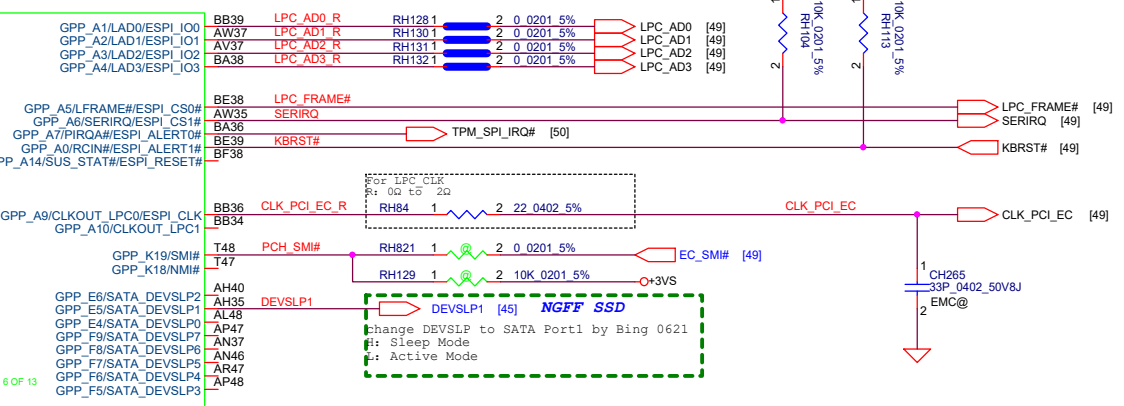 GPP_A1/LAD0/ESPI_IO0 BB39 LPC_AD0_R RH128 1 2 0_0201_5% LPC_AD0 [49]
GPP_A2/LAD1/ESPI_IO1 AW37 LPC_AD1_R RH130 1 2 0_0201_5% LPC_AD1 [49]
GPP_A3/LAD2/ESPI_IO2 AV37 LPC_AD2_R RH131 1 2 0_0201_5% LPC_AD2 [49]
GPP_A4/LAD3/ESPI_IO3 BA38 LPC_AD3_R RH132 1 2 0_0201_5% LPC_AD3 [49]
10K_0201_5%
RH104
2
10K_0201_5%
RH113
2
GPP_A5/LFRAME#/ESPI_CS0# BE38 LPC_FRAME# LPC_FRAME# [49]
GPP_A6/SERIRQ/ESPI_CS1# AW35 SERIRQ SERIRQ [49]
GPP_A7/PIRQA#/ESPI_ALERT0# BA36 TPM_SPI_IRQ# [50]
GPP_A0/RCIN#/ESPI_ALERT1# BE39 KBRST# KBRST# [49]
PP_A14/SUS_STAT#/ESPI_RESET# BF38
For LPC_CLK
R: 0Ω to 2Ω
GPP_A9/CLKOUT_LPC0/ESPI_CLK BB36 CLK_PCI_EC_R RH84 1 2 22_0402_5% CLK_PCI_EC CLK_PCI_EC [49]
GPP_A10/CLKOUT_LPC1 BB34
GPP_K19/SMI# T48 PCH_SMI# RH821 1 @ 2 0_0201_5% EC_SMI# [49]
GPP_K18/NMI# T47
RH129 1 @ 2 10K_0201_5% +3VS
1
CH265
33P_0402_50V8J
EMC@
2
GPP_E6/SATA_DEVSLP2 AH40
GPP_E5/SATA_DEVSLP1 AH35 DEVSLP1 DEVSLP1 [45] NGFF SSD
GPP_E4/SATA_DEVSLP0 AL48
GPP_F9/SATA_DEVSLP7 AP47
GPP_F8/SATA_DEVSLP6 AN37
GPP_F7/SATA_DEVSLP5 AN46
GPP_F6/SATA_DEVSLP4 AR47
GPP_F5/SATA_DEVSLP3 AP48
change DEVSLP to SATA Port1 by Bing 0621
H: Sleep Mode
L: Active Mode
6 OF 13